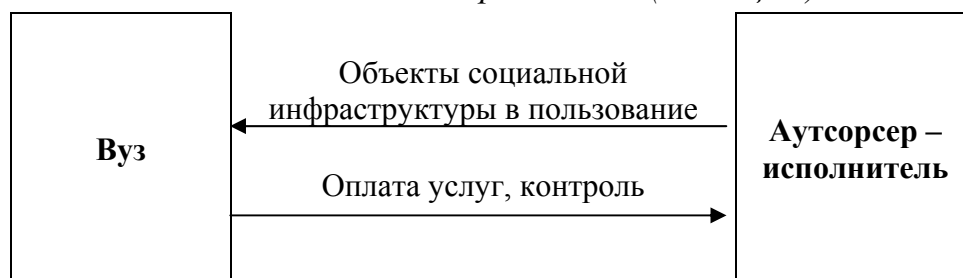 Объекты социальной
инфраструктуры в пользование
Вуз
Аутсорсер –
исполнитель
Оплата услуг, контроль